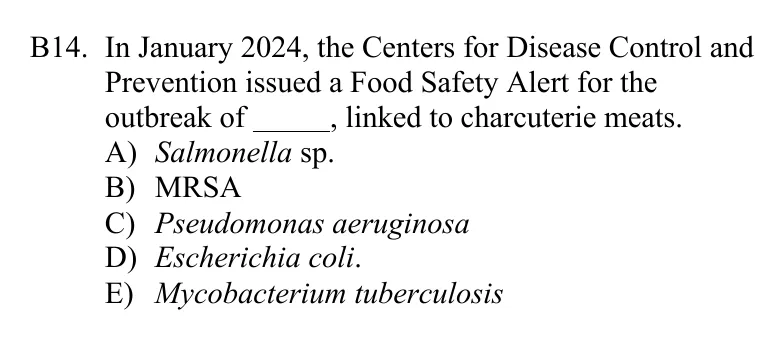 B14. In January 2024, the Centers for Disease Control and
Prevention issued a Food Safety Alert for the
outbreak of _____, linked to charcuterie meats.
A) Salmonella sp.
B) MRSA
C) Pseudomonas aeruginosa
D) Escherichia coli.
E) Mycobacterium tuberculosis